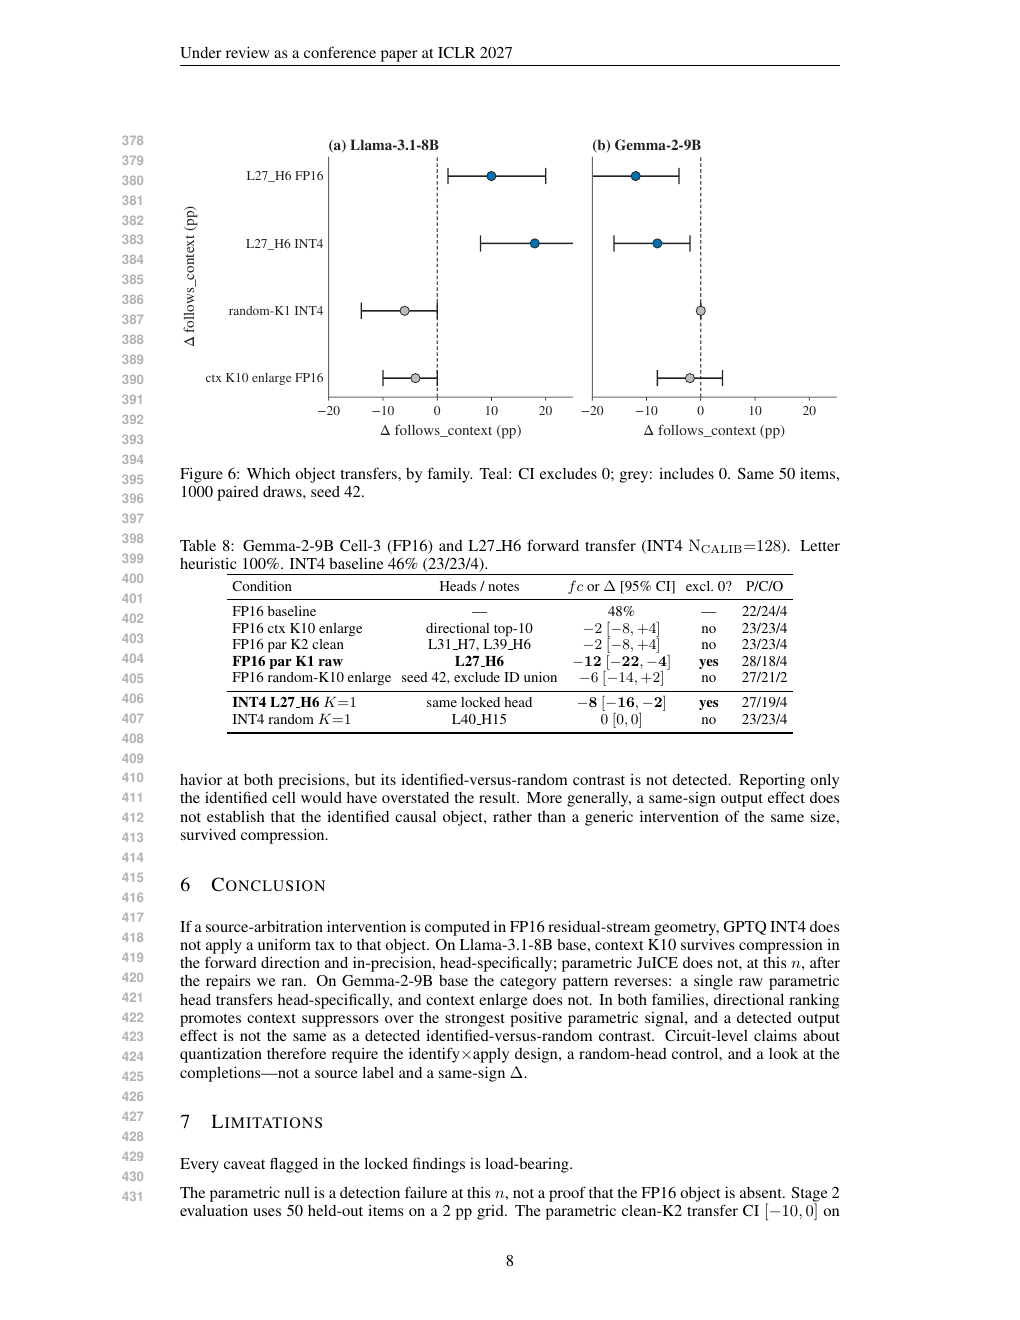 Under review as a conference paper at ICLR 2027
378
379
380
381
382
383
384
385
386
387
388
389
390
391
392
393
394
395
396
397
398
399
400
401
402
403
404
405
406
407
408
409
410
411
412
413
414
415
416
417
418
419
420
421
422
423
424
425
426
427
428
429
430
431
(a) Llama-3.1-8B
(b) Gemma-2-9B
Δ follows_context (pp)
L27_H6 FP16
L27_H6 INT4
random-K1 INT4
ctx K10 enlarge FP16
−20 −10 0 10 20
−20 −10 0 10 20
Δ follows_context (pp)
Δ follows_context (pp)
Figure 6: Which object transfers, by family. Teal: CI excludes 0; grey: includes 0. Same 50 items,
1000 paired draws, seed 42.
Table 8: Gemma-2-9B Cell-3 (FP16) and L27_H6 forward transfer (INT4 NCALIB=128). Letter
heuristic 100%. INT4 baseline 46% (23/23/4).
Condition Heads / notes fc or Δ [95% CI] excl. 0? P/C/O
FP16 baseline — 48% — 22/24/4
FP16 ctx K10 enlarge directional top-10 −2 [−8, +4] no 23/23/4
FP16 par K2 clean L31_H7, L39_H6 −2 [−8, +4] no 23/23/4
FP16 par K1 raw L27_H6 −12 [−22, −4] yes 28/18/4
FP16 random-K10 enlarge seed 42, exclude ID union −6 [−14, +2] no 27/21/2
INT4 L27_H6 K=1 same locked head −8 [−16, −2] yes 27/19/4
INT4 random K=1 L40_H15 0 [0, 0] no 23/23/4
havior at both precisions, but its identified-versus-random contrast is not detected. Reporting only
the identified cell would have overstated the result. More generally, a same-sign output effect does
not establish that the identified causal object, rather than a generic intervention of the same size,
survived compression.
6 CONCLUSION
If a source-arbitration intervention is computed in FP16 residual-stream geometry, GPTQ INT4 does
not apply a uniform tax to that object. On Llama-3.1-8B base, context K10 survives compression in
the forward direction and in-precision, head-specifically; parametric JuICE does not, at this n, after
the repairs we ran. On Gemma-2-9B base the category pattern reverses: a single raw parametric
head transfers head-specifically, and context enlarge does not. In both families, directional ranking
promotes context suppressors over the strongest positive parametric signal, and a detected output
effect is not the same as a detected identified-versus-random contrast. Circuit-level claims about
quantization therefore require the identify×apply design, a random-head control, and a look at the
completions—not a source label and a same-sign Δ.
7 LIMITATIONS
Every caveat flagged in the locked findings is load-bearing.
The parametric null is a detection failure at this n, not a proof that the FP16 object is absent. Stage 2
evaluation uses 50 held-out items on a 2 pp grid. The parametric clean-K2 transfer CI [−10, 0] on
8